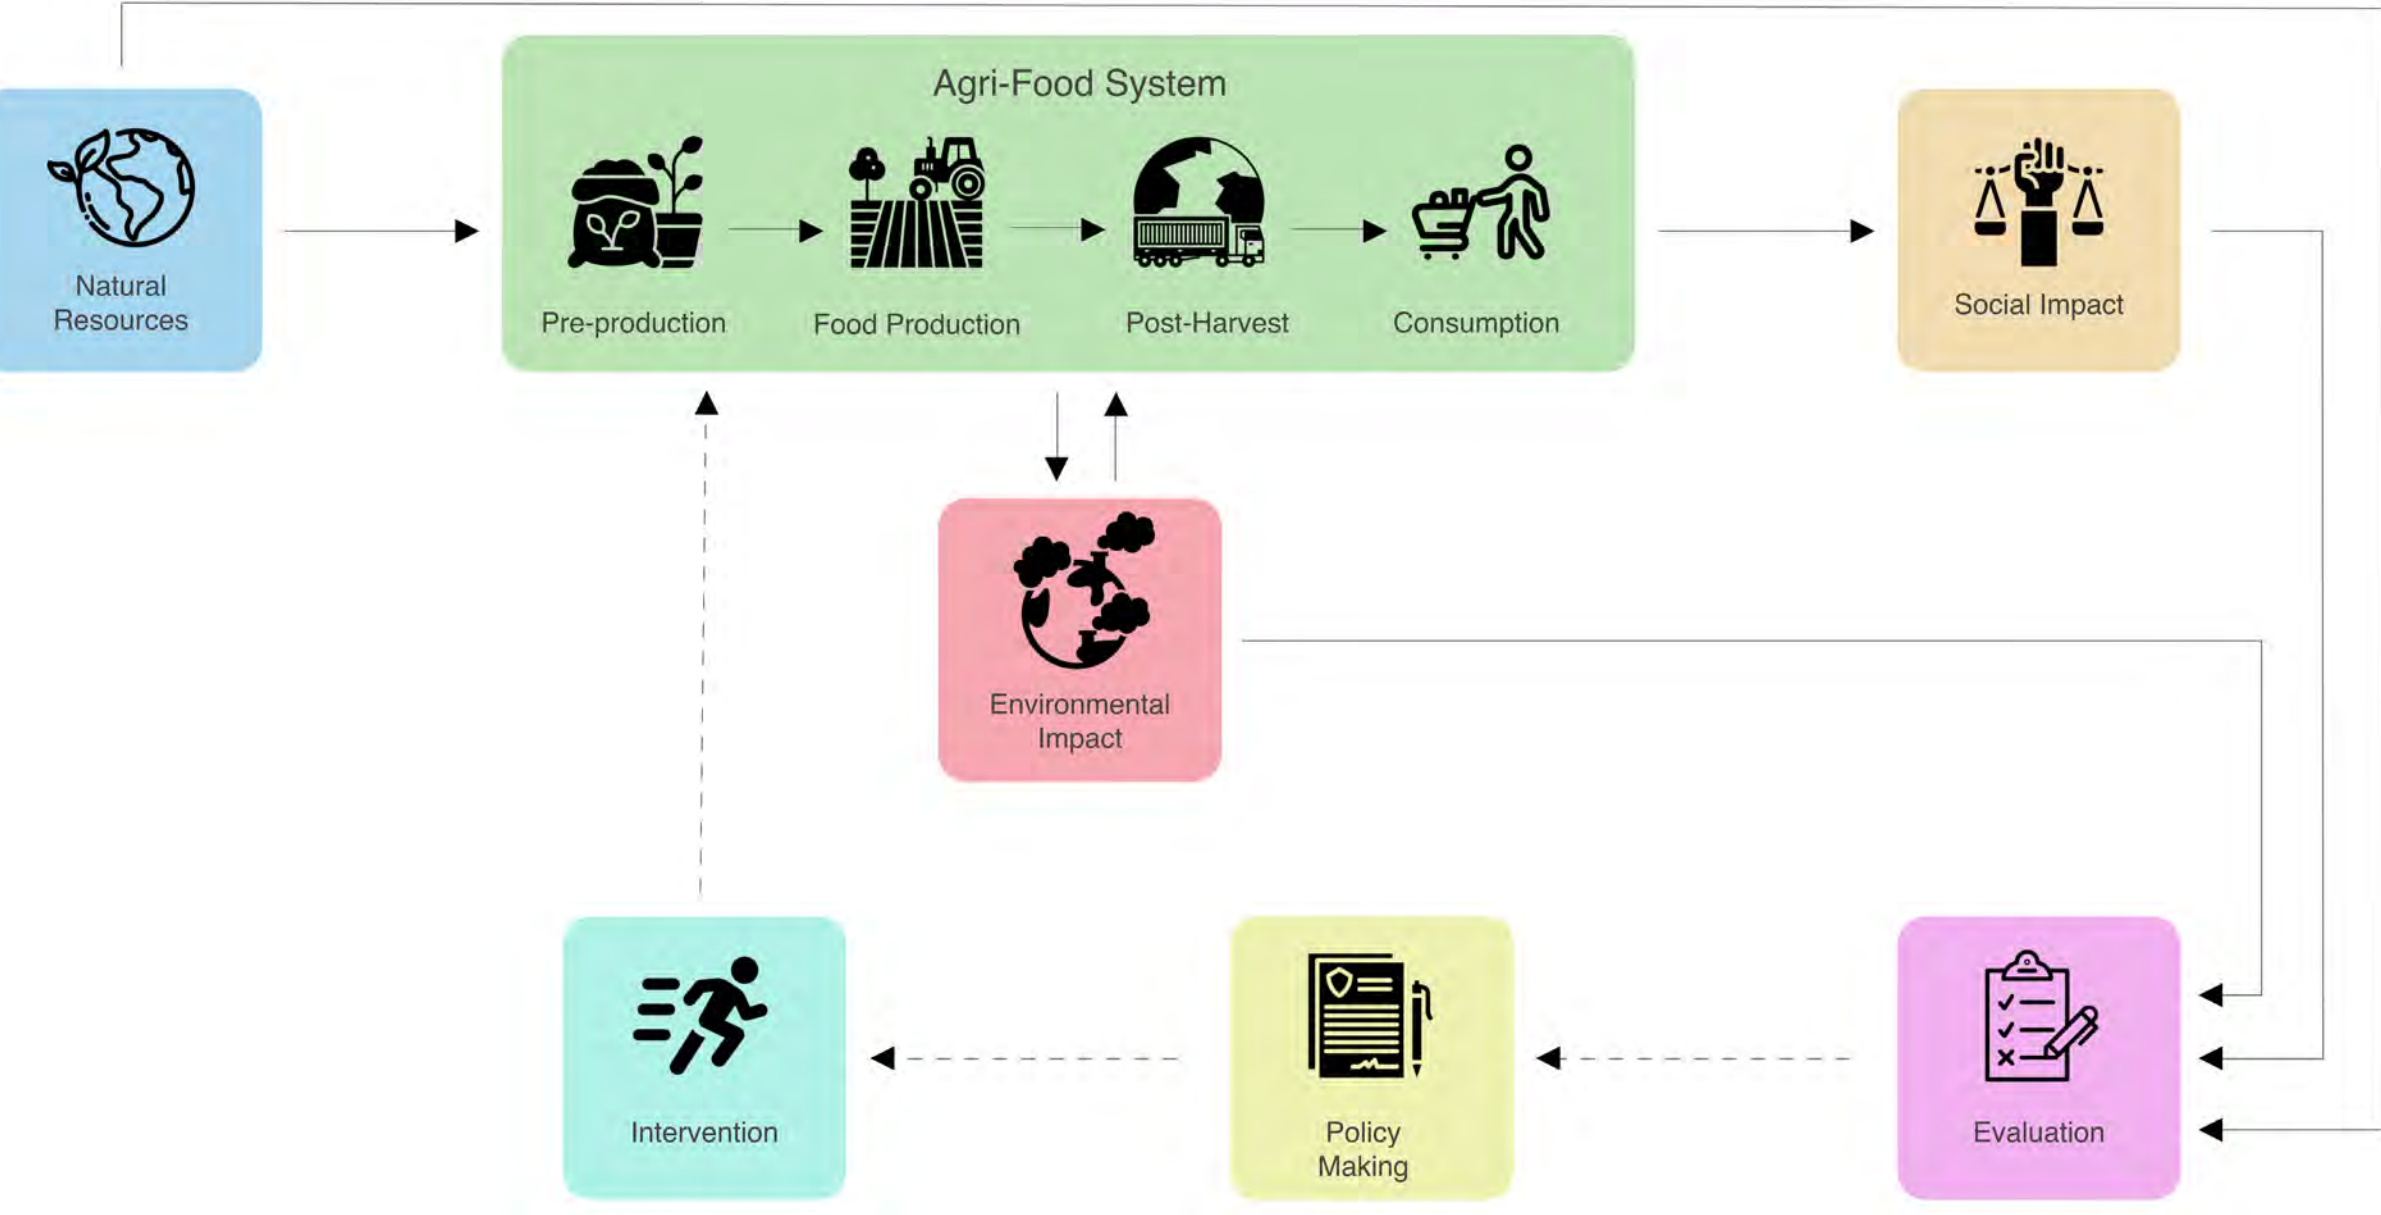 Agri-Food System
Natural
Resources
Pre-production
Food Production
Post-Harvest
Consumption
Social Impact
Environmental
Impact
Intervention
Policy
Making
Evaluation